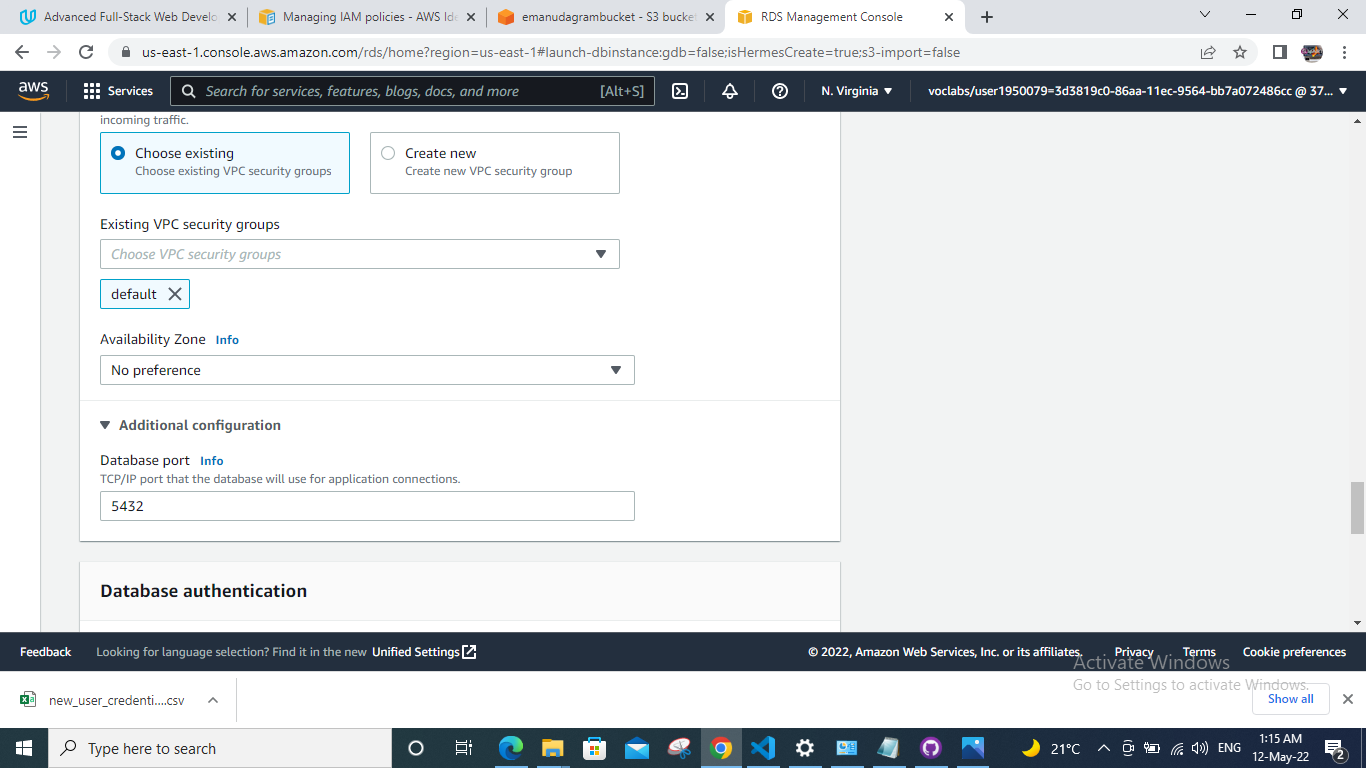 Advanced Full-Stack Web Develo
Managing IAM policies - AWS Ide
emanudagrambucket - S3 bucket
RDS Management Console
us-east-1.console.aws.amazon.com/rds/home?region=us-east-1#launch-dbinstance:gdb=false;isHermesCreate=true;s3-import=false
aws
Services
Search for services, features, blogs, docs, and more
[Alt+S]
N. Virginia
voclabs/user1950079=3d3819c0-86aa-11ec-9564-bb7a072486cc @ 37...
incoming traffic.
Choose existing
Choose existing VPC security groups
Create new
Create new VPC security group
Existing VPC security groups
Choose VPC security groups
default
Availability Zone Info
No preference
Additional configuration
Database port Info
TCP/IP port that the database will use for application connections.
5432
Database authentication
Feedback
Looking for language selection? Find it in the new Unified Settings
© 2022, Amazon Web Services, Inc. or its affiliates.
Privacy
Terms
Cookie preferences
Activate Windows
Go to Settings to activate Windows.
new_user_credenti....csv
Show all
Type here to search
21°C
ENG
1:15 AM
12-May-22
2